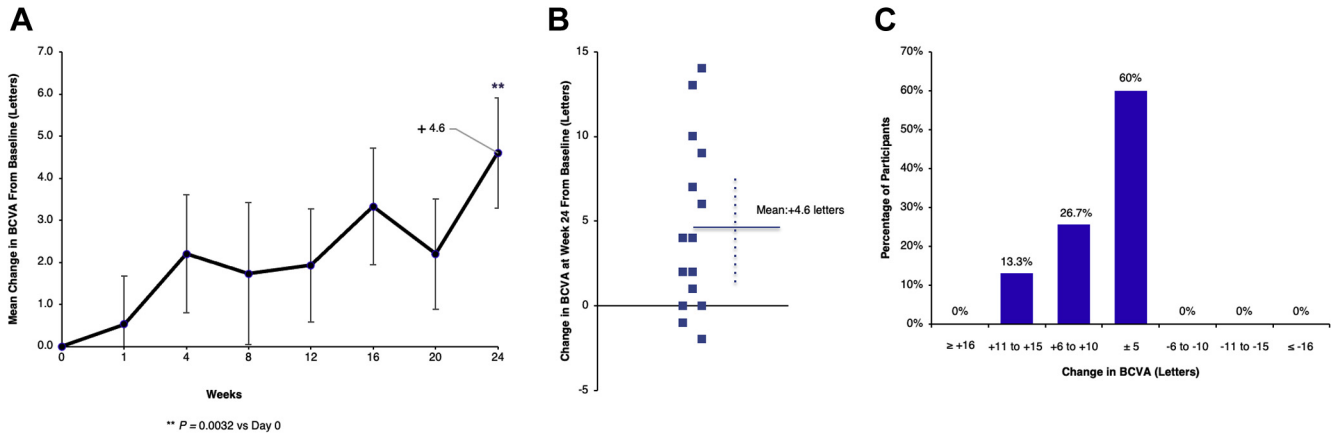 A
Mean Change in BCVA From Baseline (Letters)
7.0
6.0
5.0
4.0
3.0
2.0
1.0
0.0
**
+ 4.6
0 1 4 8 12 16 20 24
Weeks
** P = 0.0032 vs Day 0
B
Change in BCVA at Week 24 From Baseline (Letters)
15
10
5
0
-5
Mean:+4.6 letters
C
Percentage of Participants
70%
60%
50%
40%
30%
20%
10%
0%
0% 13.3% 26.7% 60% 0% 0% 0%
≥ +16 +11 to +15 +6 to +10 ± 5 -6 to -10 -11 to -15 ≤ -16
Change in BCVA (Letters)